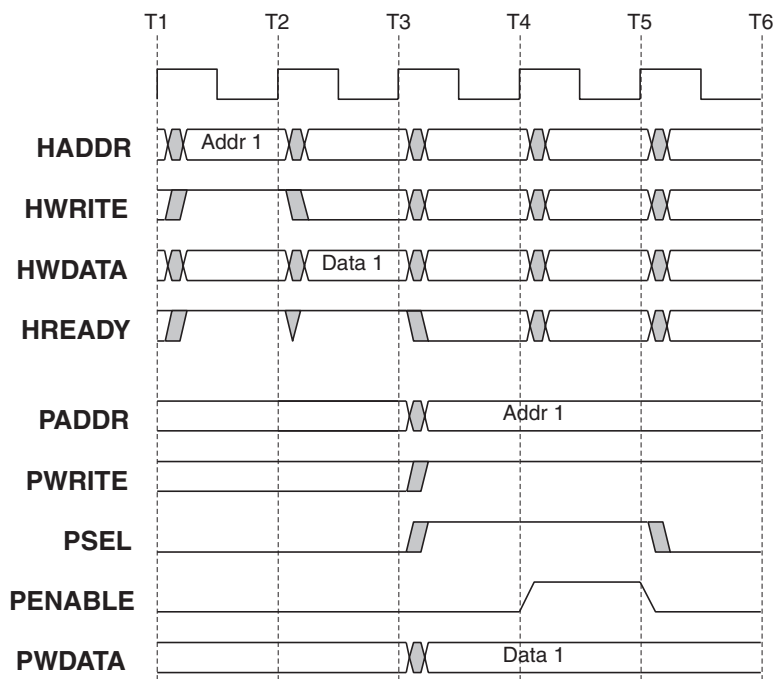 T1 T2 T3 T4 T5 T6
HADDR Addr 1
HWRITE
HWDATA Data 1
HREADY
PADDR Addr 1
PWRITE
PSEL
PENABLE
PWDATA Data 1